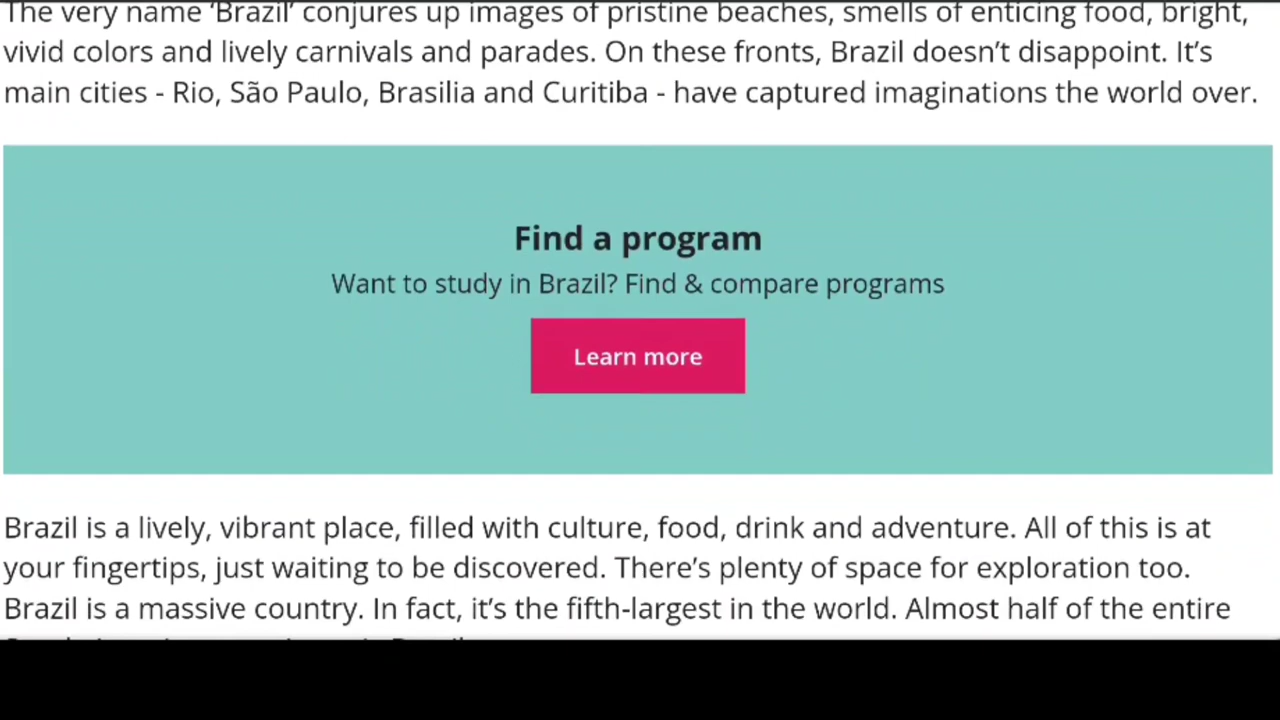 The very name ‘Brazil’ conjures up images of pristine beaches, smells of enticing food, bright,
vivid colors and lively carnivals and parades. On these fronts, Brazil doesn’t disappoint. It’s
main cities - Rio, São Paulo, Brasilia and Curitiba - have captured imaginations the world over.
Find a program
Want to study in Brazil? Find & compare programs
Learn more
Brazil is a lively, vibrant place, filled with culture, food, drink and adventure. All of this is at
your fingertips, just waiting to be discovered. There’s plenty of space for exploration too.
Brazil is a massive country. In fact, it’s the fifth-largest in the world. Almost half of the entire